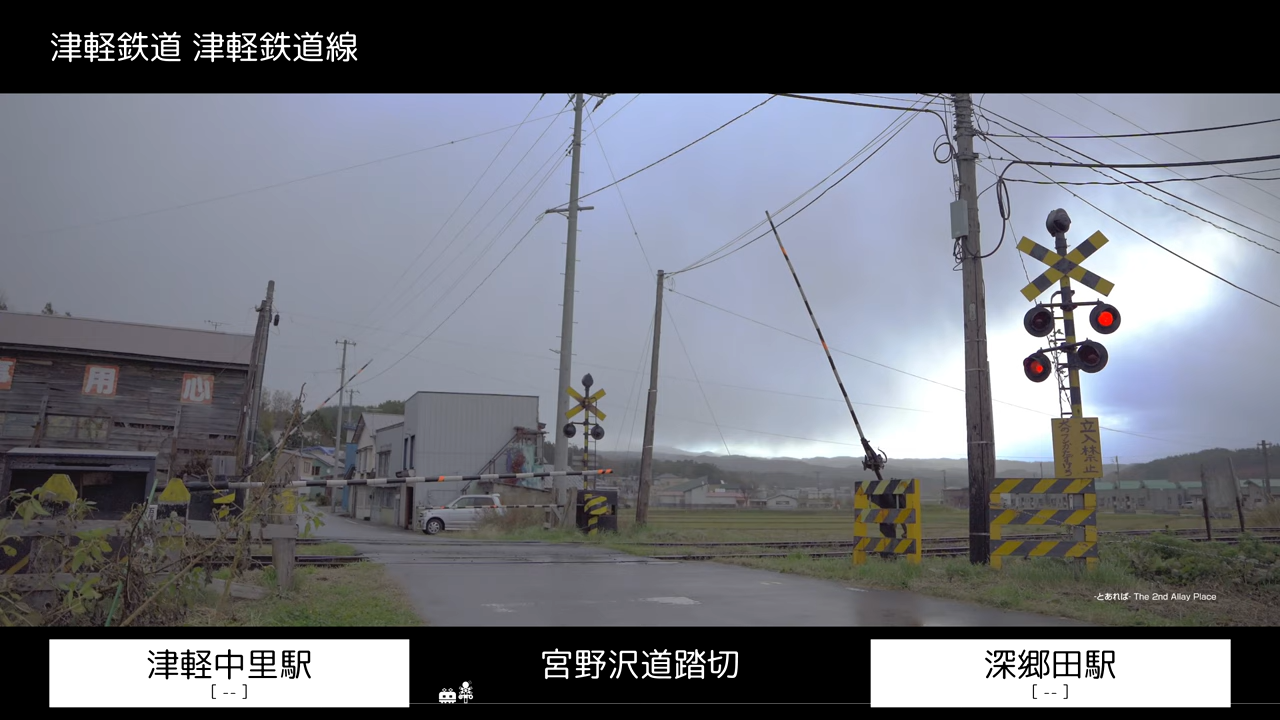 津軽鉄道 津軽鉄道線
用
心
立入禁止
-とあれば- The 2nd Allay Place
津軽中里駅
[ -- ]
宮野沢道踏切
深郷田駅
[ -- ]